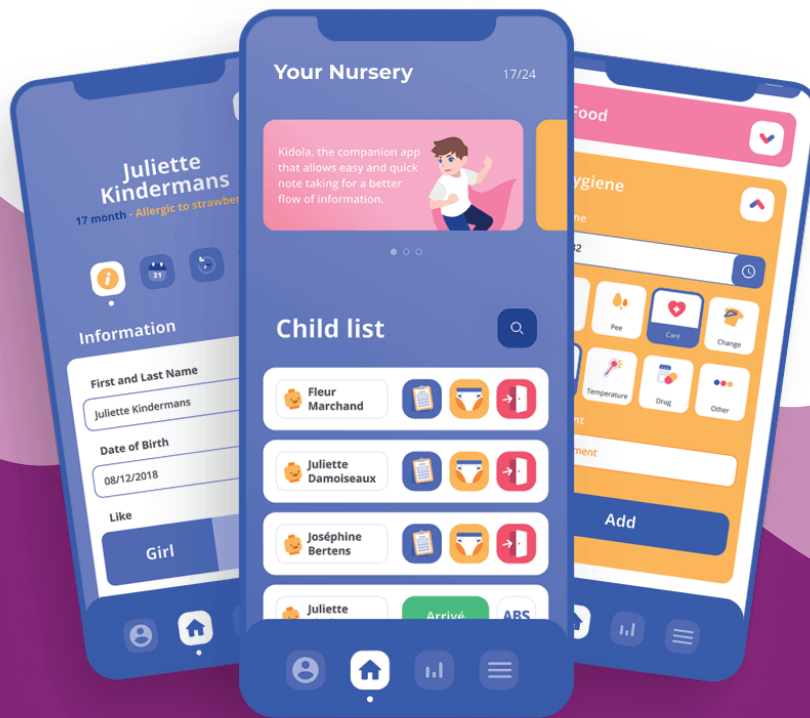 Juliette
Kindermans
17 month - Allergic to
Information
First and Last Name
Juliette Kindermans
Date of Birth
08/12/2018
Like
Girl
Your Nursery
17/24
Kidola, the companion app
that allows easy and quick
note taking for a better
flow of information.
Child list
Fleur
Marchand
Juliette
Damoiseaux
Joséphine
Bertens
Juliette
Arrivé
ABS
31
Pee
Care
Change
Temperature
Drug
Other
Add